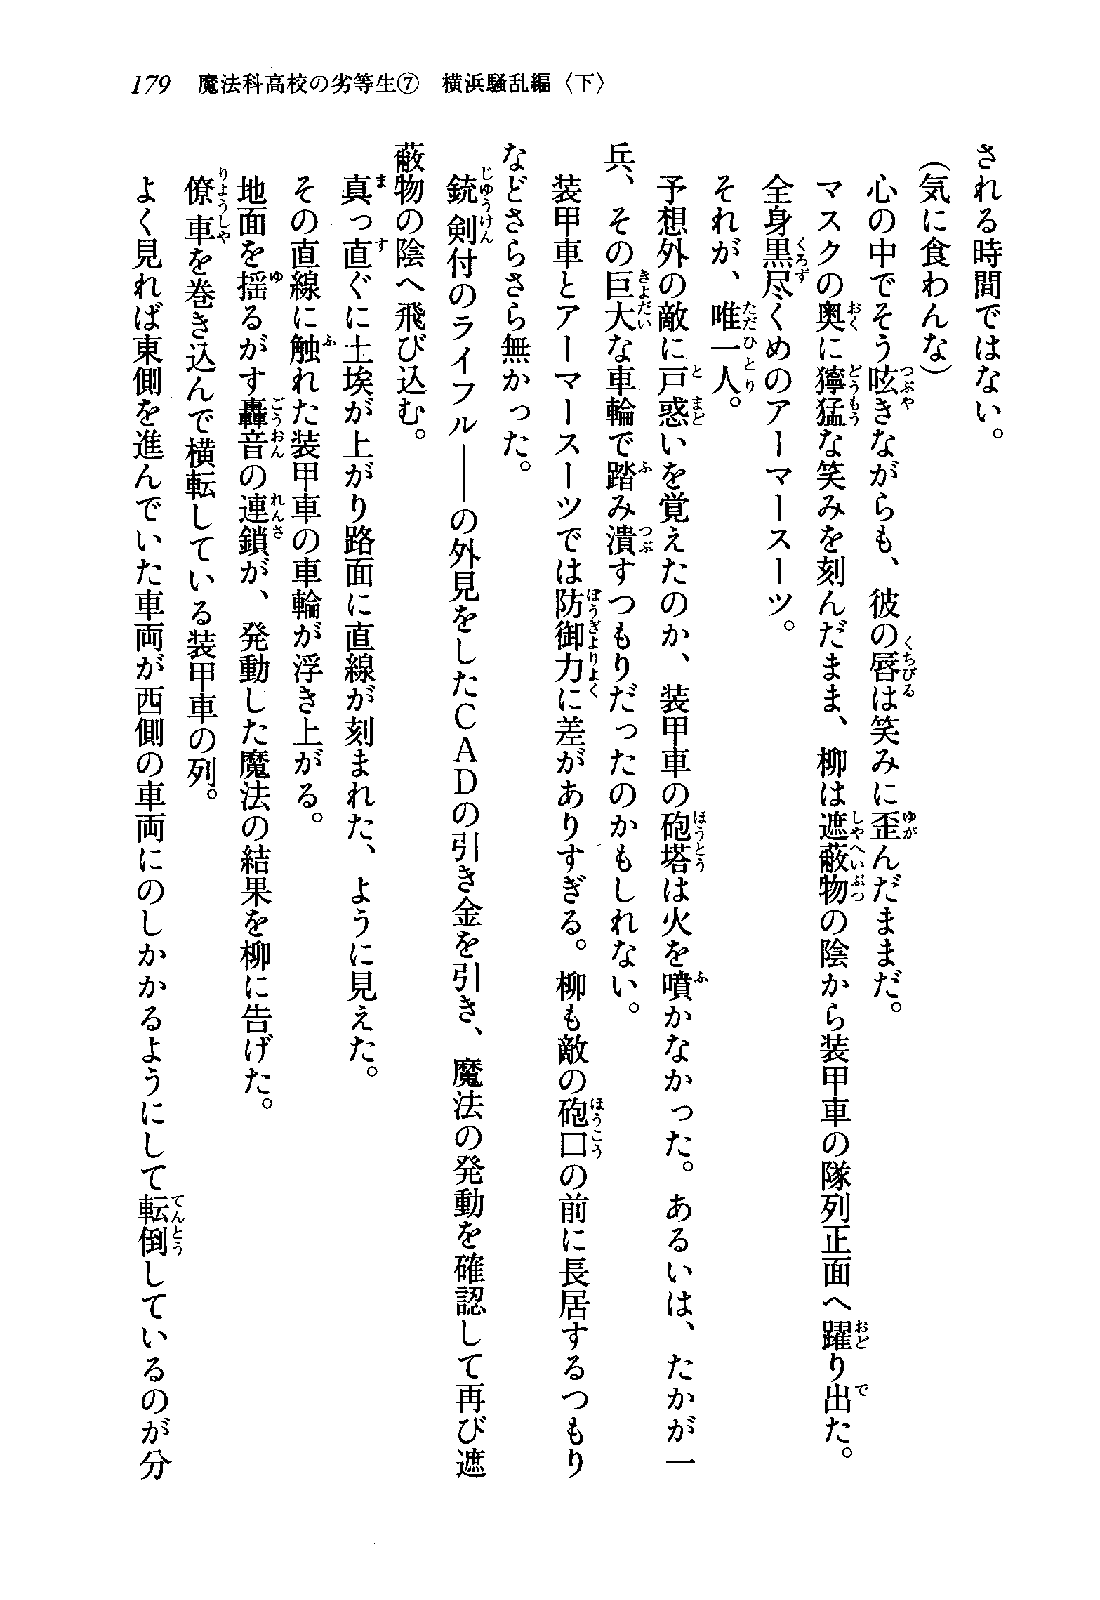 179　魔法科高校の劣等生⑦　横浜騒乱編〈下〉
される時間ではない。
（気に食わんな）
　心の中でそう呟きながらも、彼の唇は笑みに歪んだままだ。
　マスクの奥に獰猛な笑みを刻んだまま、柳は遮蔽物の陰から装甲車の隊列正面へ躍り出た。
　全身黒尽くめのアーマースーツ。
　それが、唯一人。
　予想外の敵に戸惑いを覚えたのか、装甲車の砲塔は火を噴かなかった。あるいは、たかが一
兵、その巨大な車輪で踏み潰すつもりだったのかもしれない。
　装甲車とアーマースーツでは防御力に差がありすぎる。柳も敵の砲口の前に長居するつもり
などさらさら無かった。
　銃剣付のライフル――の外見をしたＣＡＤの引き金を引き、魔法の発動を確認して再び遮
蔽物の陰へ飛び込む。
　真っ直ぐに土埃が上がり路面に直線が刻まれた、ように見えた。
　その直線に触れた装甲車の車輪が浮き上がる。
　地面を揺るがす轟音の連鎖が、発動した魔法の結果を柳に告げた。
　僚車を巻き込んで横転している装甲車の列。
　よく見れば東側を進んでいた車両が西側の車両にのしかかるようにして転倒しているのが分